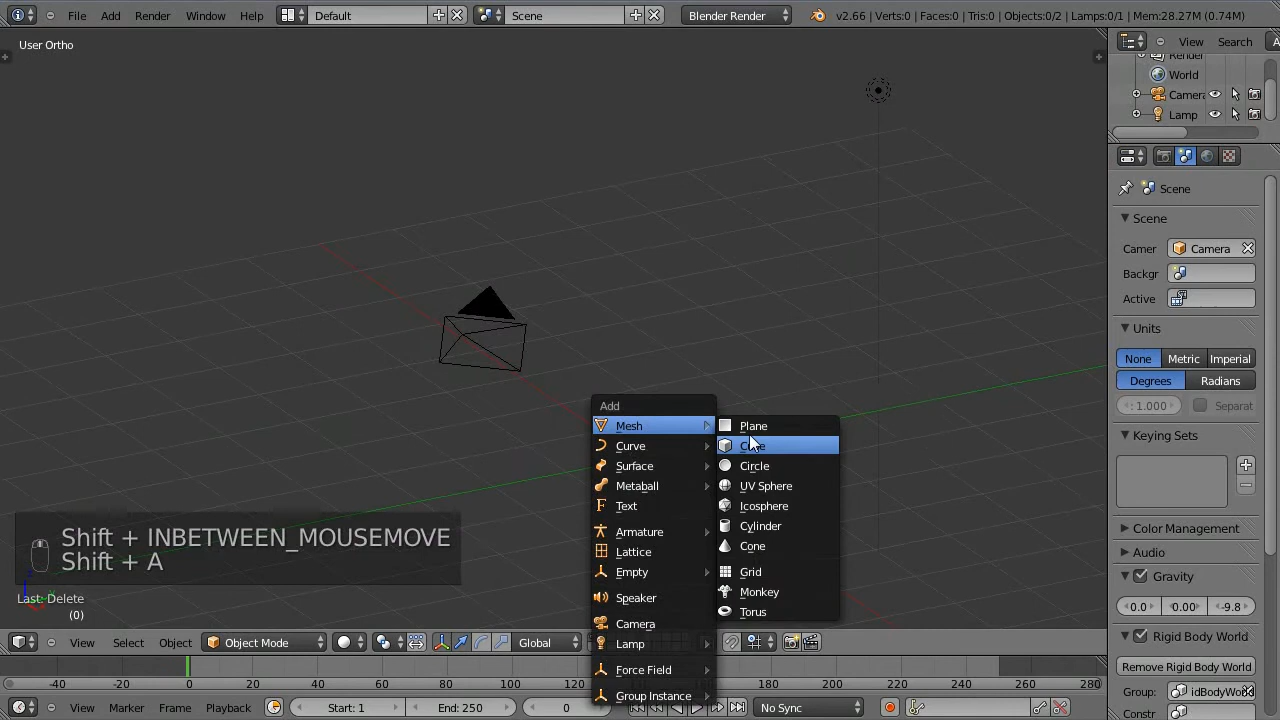 File Add Render Window Help Default Scene Blender Render v2.66 | Verts:0 | Faces:0 | Tris:0 | Objects:0/2 | Lamps:0/1 | Mem:28.27M (0.74M)
User Ortho
View Search
World
Camera
Lamp
Scene
Scene
Camer Camera
Backgr
Active
Units
None Metric Imperial
Degrees Radians
: 1.000 Separat
Keying Sets
Color Management
Audio
Gravity
0.0 0.00 -9.8
Rigid Body World
Remove Rigid Body World
Group: idBodyWo
Constr
Add
Mesh
Curve
Surface
Metaball
Text
Armature
Lattice
Empty
Speaker
Camera
Lamp
Force Field
Group Instance
Plane
Circle
UV Sphere
Icosphere
Cylinder
Cone
Grid
Monkey
Torus
Shift + INBETWEEN_MOUSEMOVE
Shift + A
Last: Delete
(0)
View Select Object Object Mode Global
-40 -20 0 20 40 60 80 100 120 160 180 200 220 240 260 280
View Marker Frame Playback Start: 1 End: 250 0 No Sync